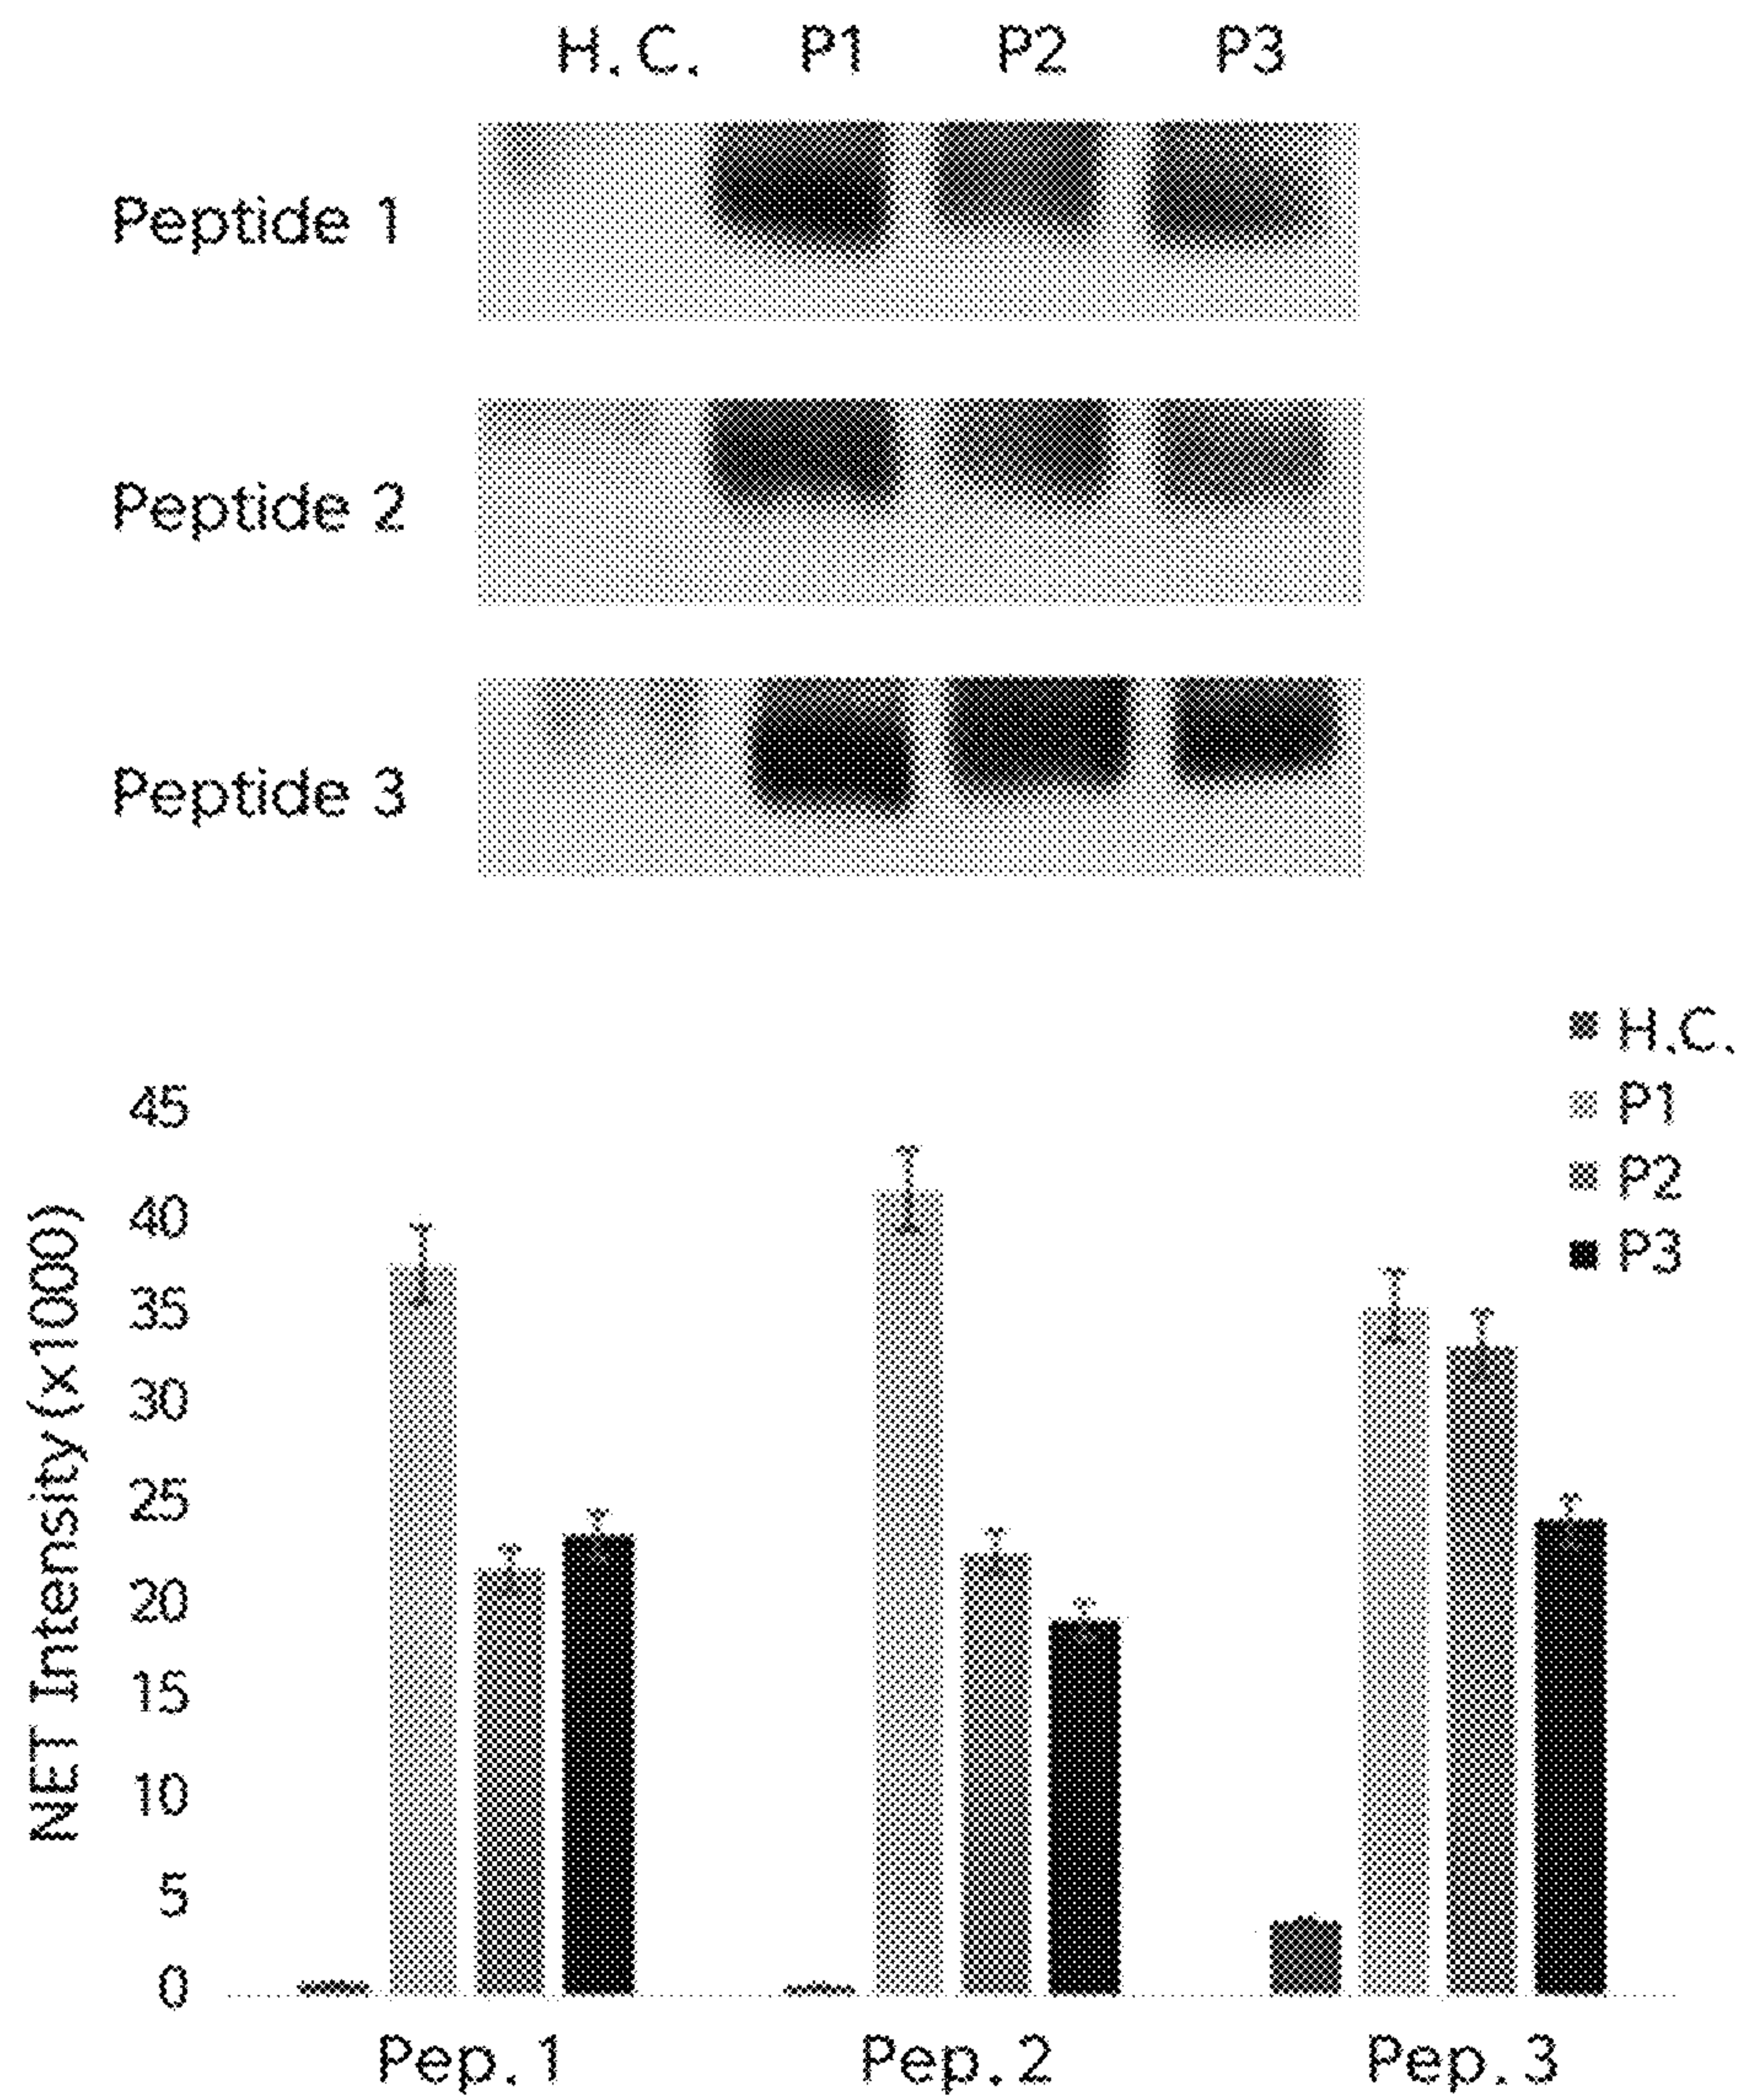 H.C. P1 P2 P3
Peptide 1
Peptide 2
Peptide 3
H.C.
P1
P2
P3
NET Intensity (x1000)
45
40
35
30
25
20
15
10
5
0
Pep.1 Pep.2 Pep.3